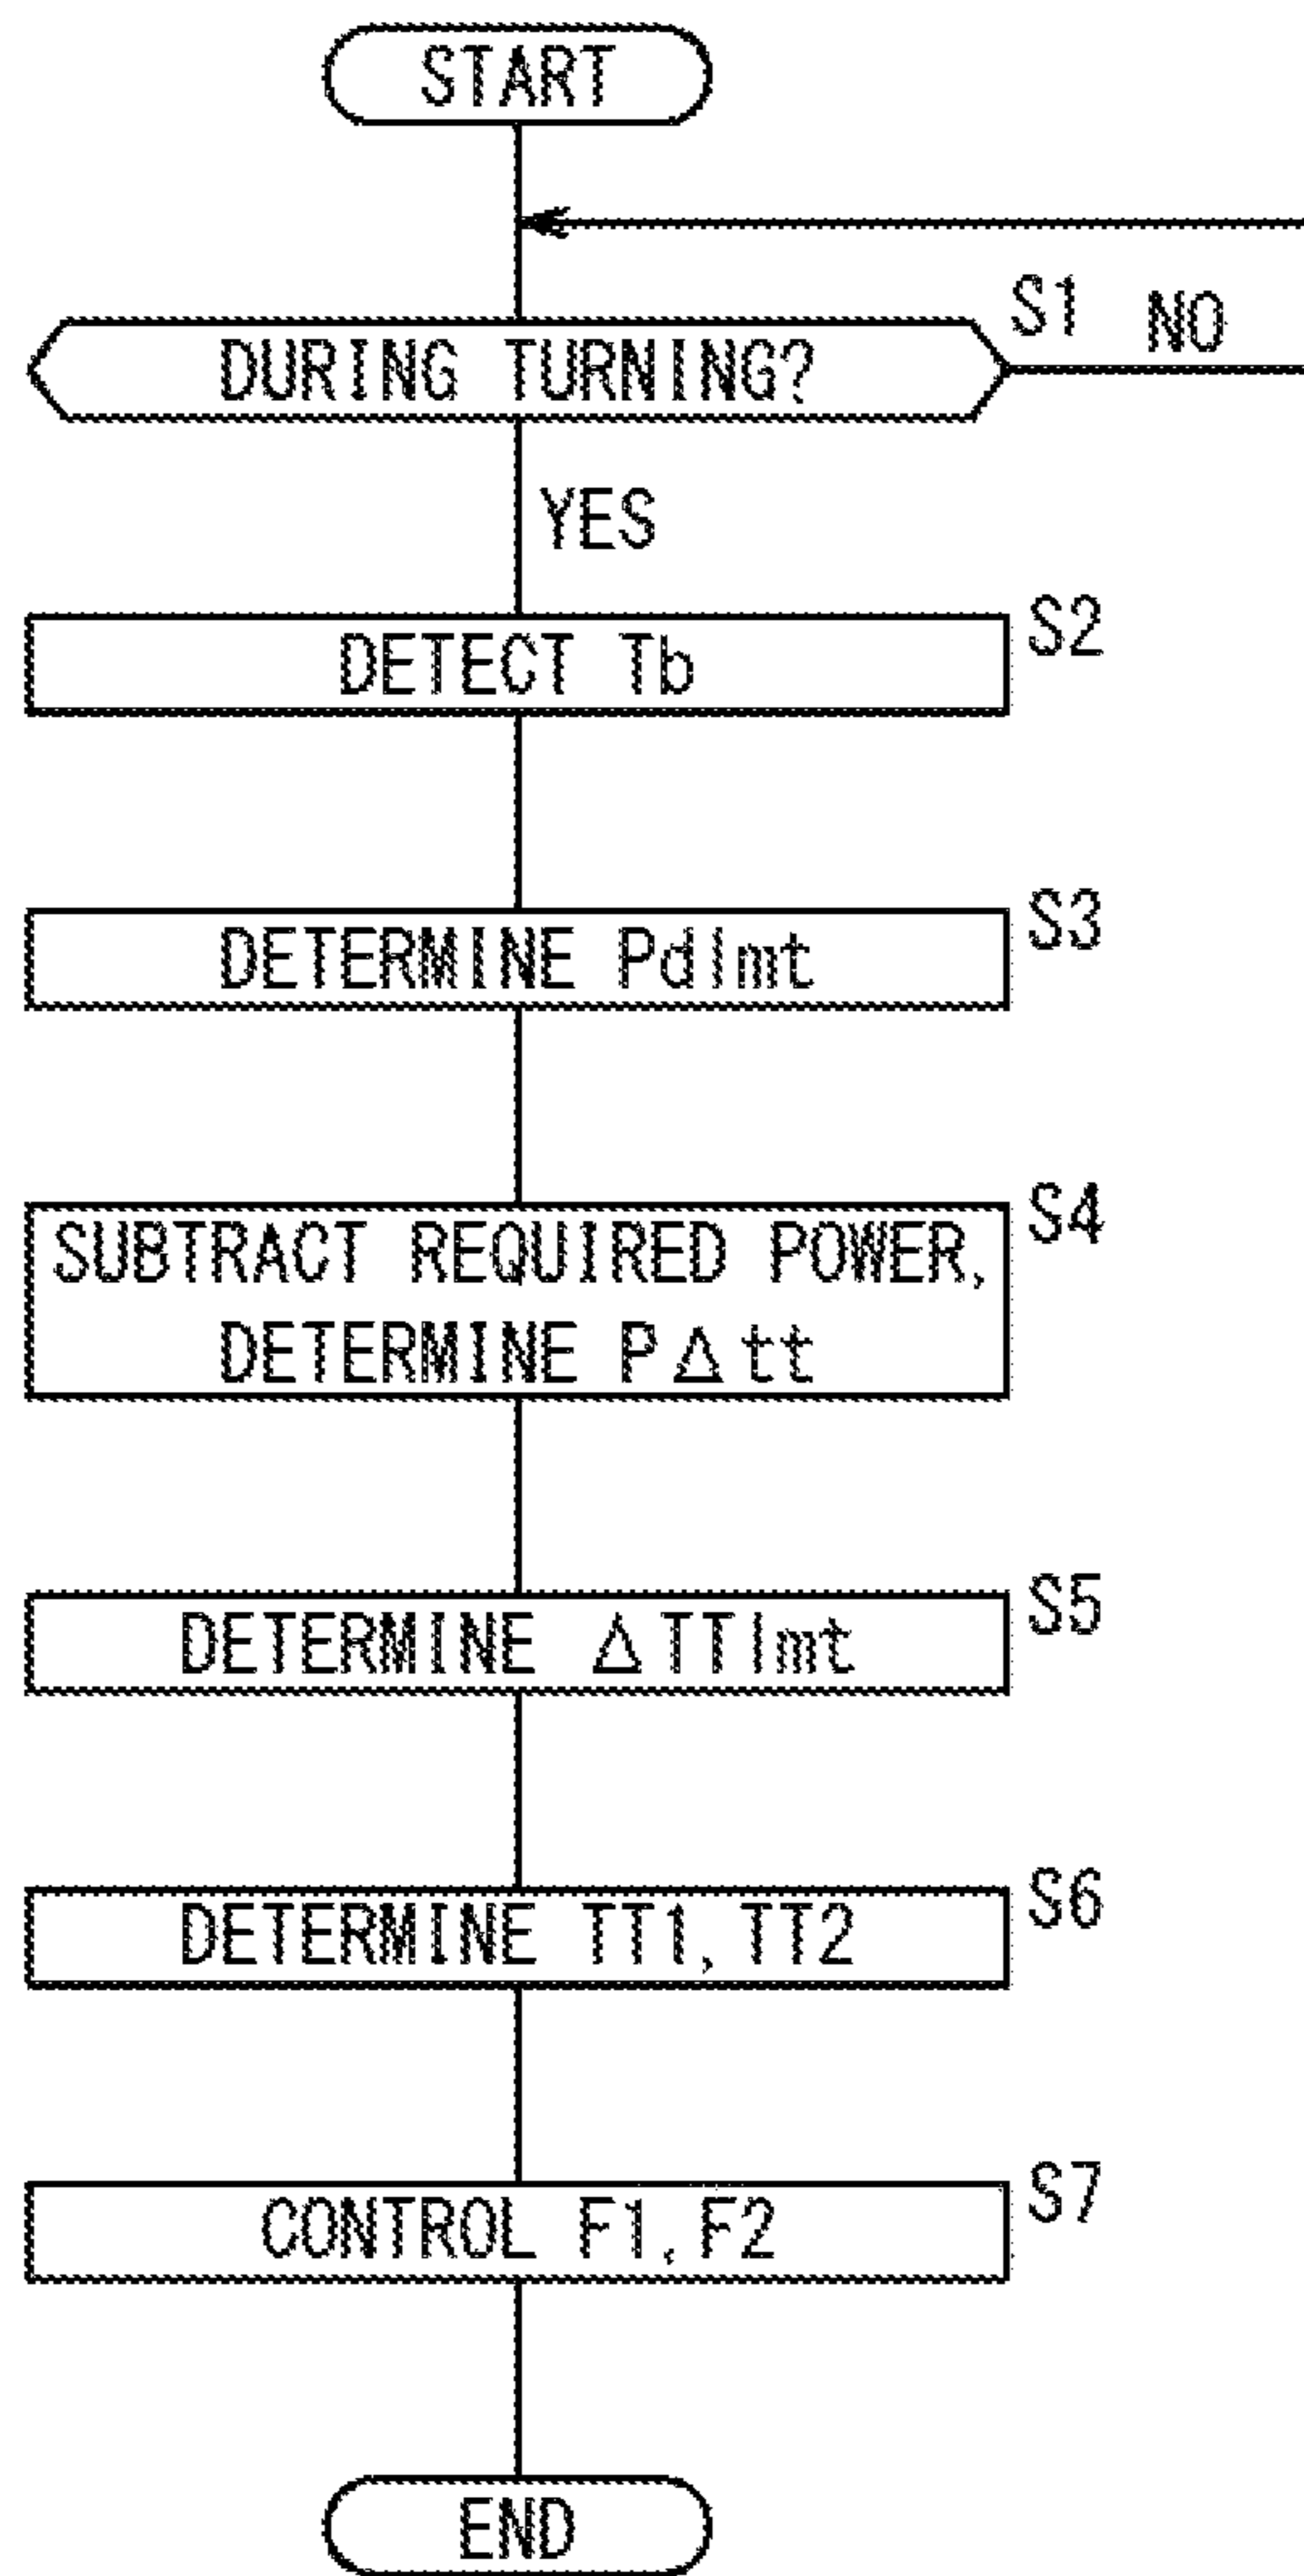 START
DURING TURNING?
S1
NO
YES
DETECT Tb
S2
DETERMINE Pdlmt
S3
SUBTRACT REQUIRED POWER,
DETERMINE PΔtt
S4
DETERMINE ΔTTlmt
S5
DETERMINE TT1, TT2
S6
CONTROL F1, F2
S7
END